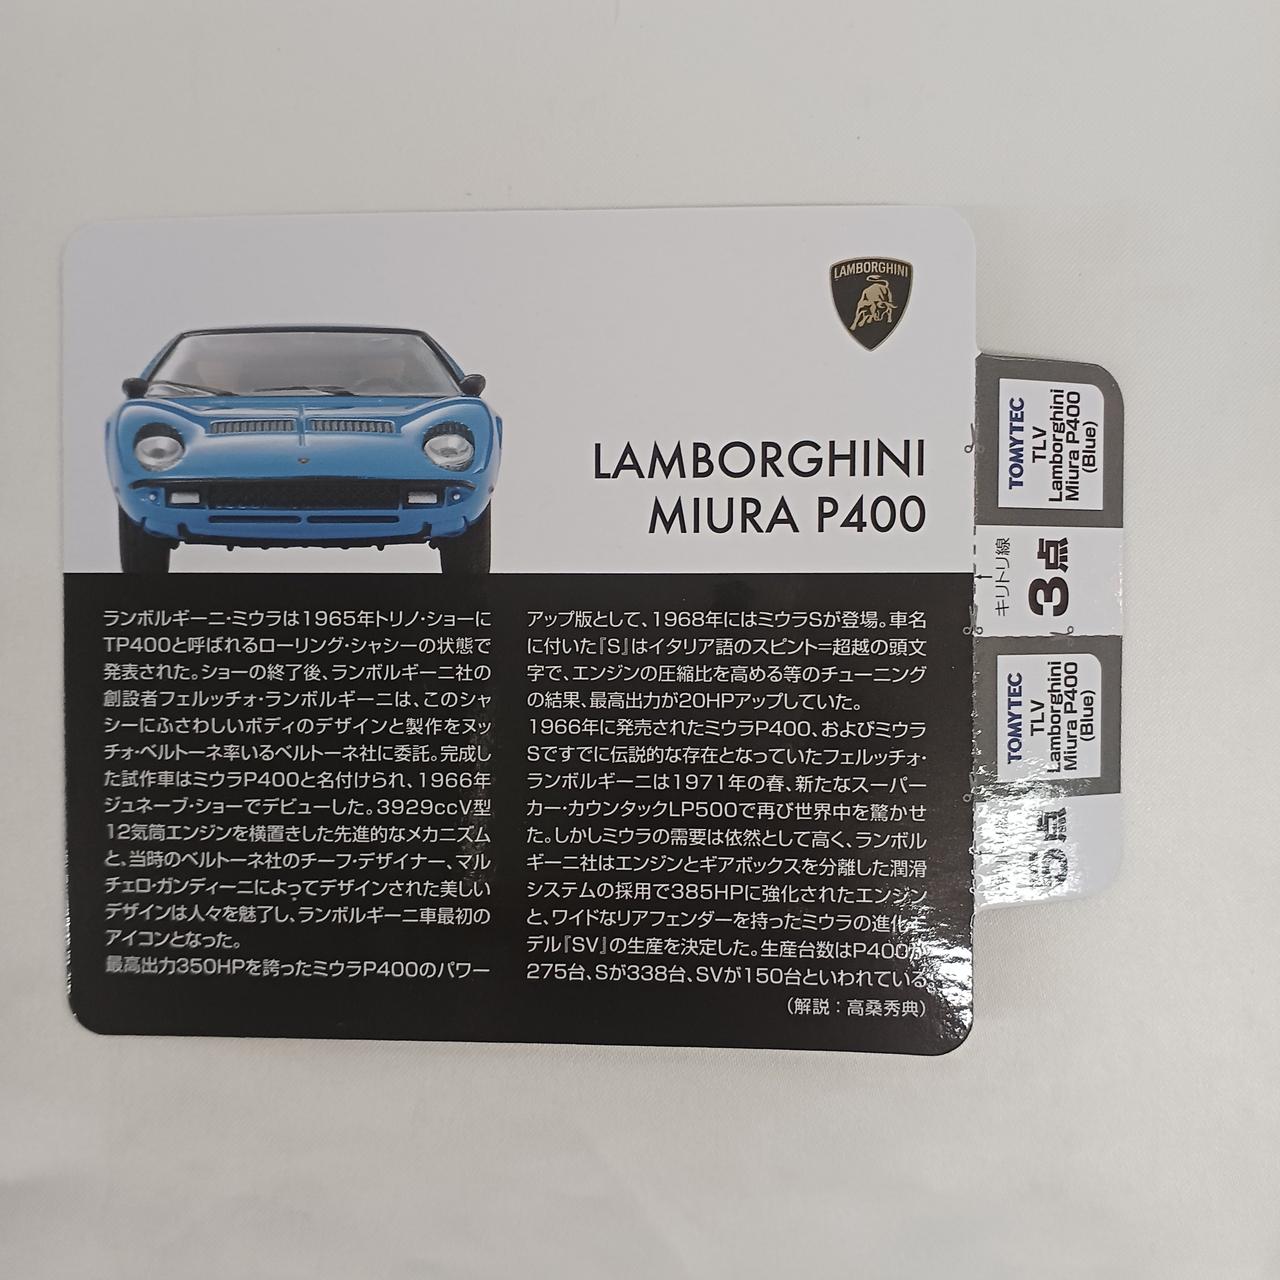 LAMBORGHINI
LAMBORGHINI
MIURA P400
ランボルギーニ・ミウラは1965年トリノ・ショーに
TP400と呼ばれるローリング・シャシーの状態で
発表された。ショーの終了後、ランボルギーニ社の
創設者フェルッチォ・ランボルギーニは、このシャ
シーにふさわしいボディのデザインと製作をヌッ
チォ・ベルトーネ率いるベルトーネ社に委託。完成し
た試作車はミウラP400と名付けられ、1966年
ジュネーブ・ショーでデビューした。3929ccV型
12気筒エンジンを横置きした先進的なメカニズム
と、当時のベルトーネ社のチーフ・デザイナー、マル
チェロ・ガンディーニによってデザインされた美しい
デザインは人々を魅了し、ランボルギーニ車最初の
アイコンとなった。
最高出力350HPを誇ったミウラP400のパワー
アップ版として、1968年にはミウラSが登場。車名
に付いた『S』はイタリア語のスピント=超越の頭文
字で、エンジンの圧縮比を高める等のチューニング
の結果、最高出力が20HPアップしていた。
1966年に発売されたミウラP400、およびミウラ
Sですでに伝説的な存在となっていたフェルッチォ・
ランボルギーニは1971年の春、新たなスーパー
カー・カウンタックLP500で再び世界中を驚かせ
た。しかしミウラの需要は依然として高く、ランボル
ギーニ社はエンジンとギアボックスを分離した潤滑
システムの採用で385HPに強化されたエンジン
と、ワイドなリアフェンダーを持ったミウラの進化モ
デル『SV』の生産を決定した。生産台数はP400が
275台、Sが338台、SVが150台といわれている。
(解説：高桑秀典)
TOMYTEC
TLV
Lamborghini
Miura P400
(Blue)
キリトリ線
3点
TOMYTEC
TLV
Lamborghini
Miura P400
(Blue)